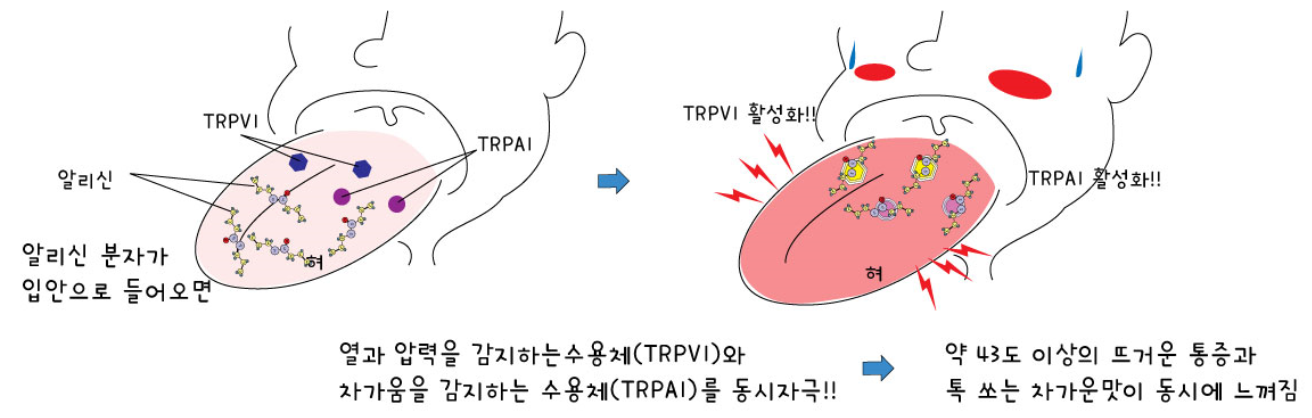 TRPV1
TRPA1
알리신
알리신 분자가
입안으로 들어오면
혀
TRPV1 활성화!!
TRPA1 활성화!!
혀
열과 압력을 감지하는수용체(TRPV1)와
차가움을 감지하는 수용체(TRPA1)를 동시자극!!
약 43도 이상의 뜨거운 통증과
톡 쏘는 차가운맛이 동시에 느껴짐